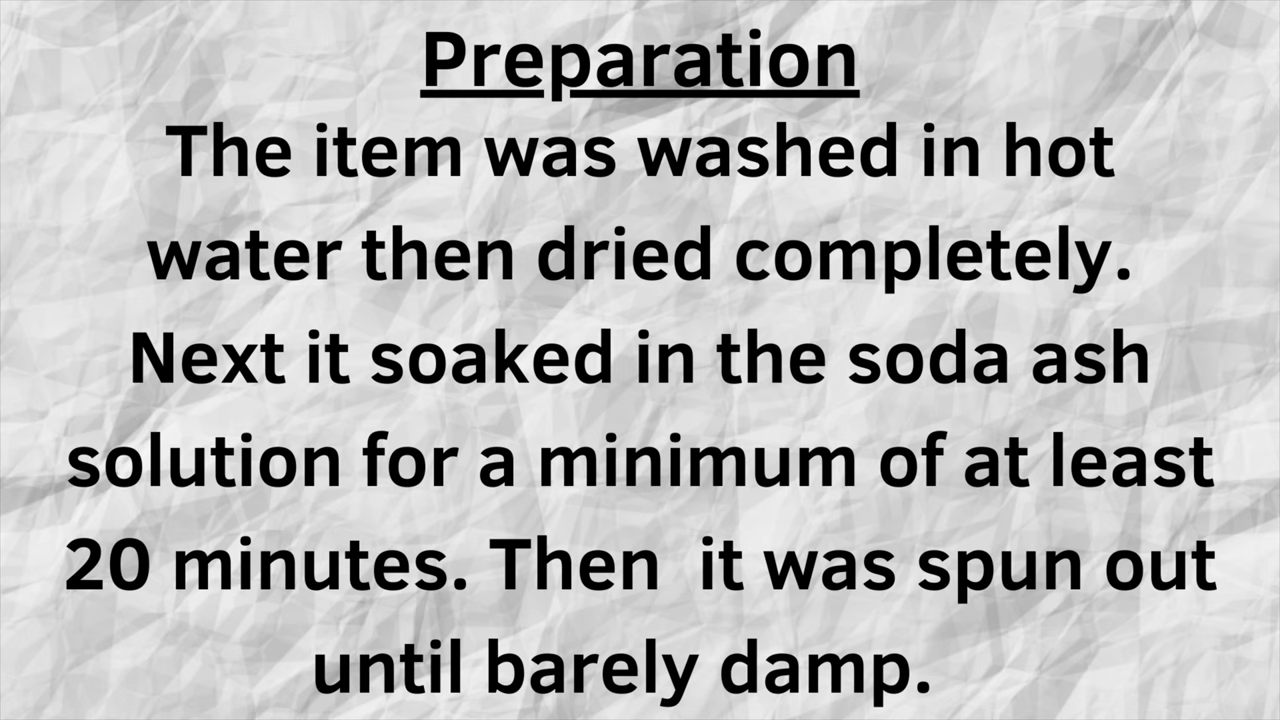 Preparation
The item was washed in hot
water then dried completely.
Next it soaked in the soda ash
solution for a minimum of at least
20 minutes. Then  it was spun out
until barely damp.